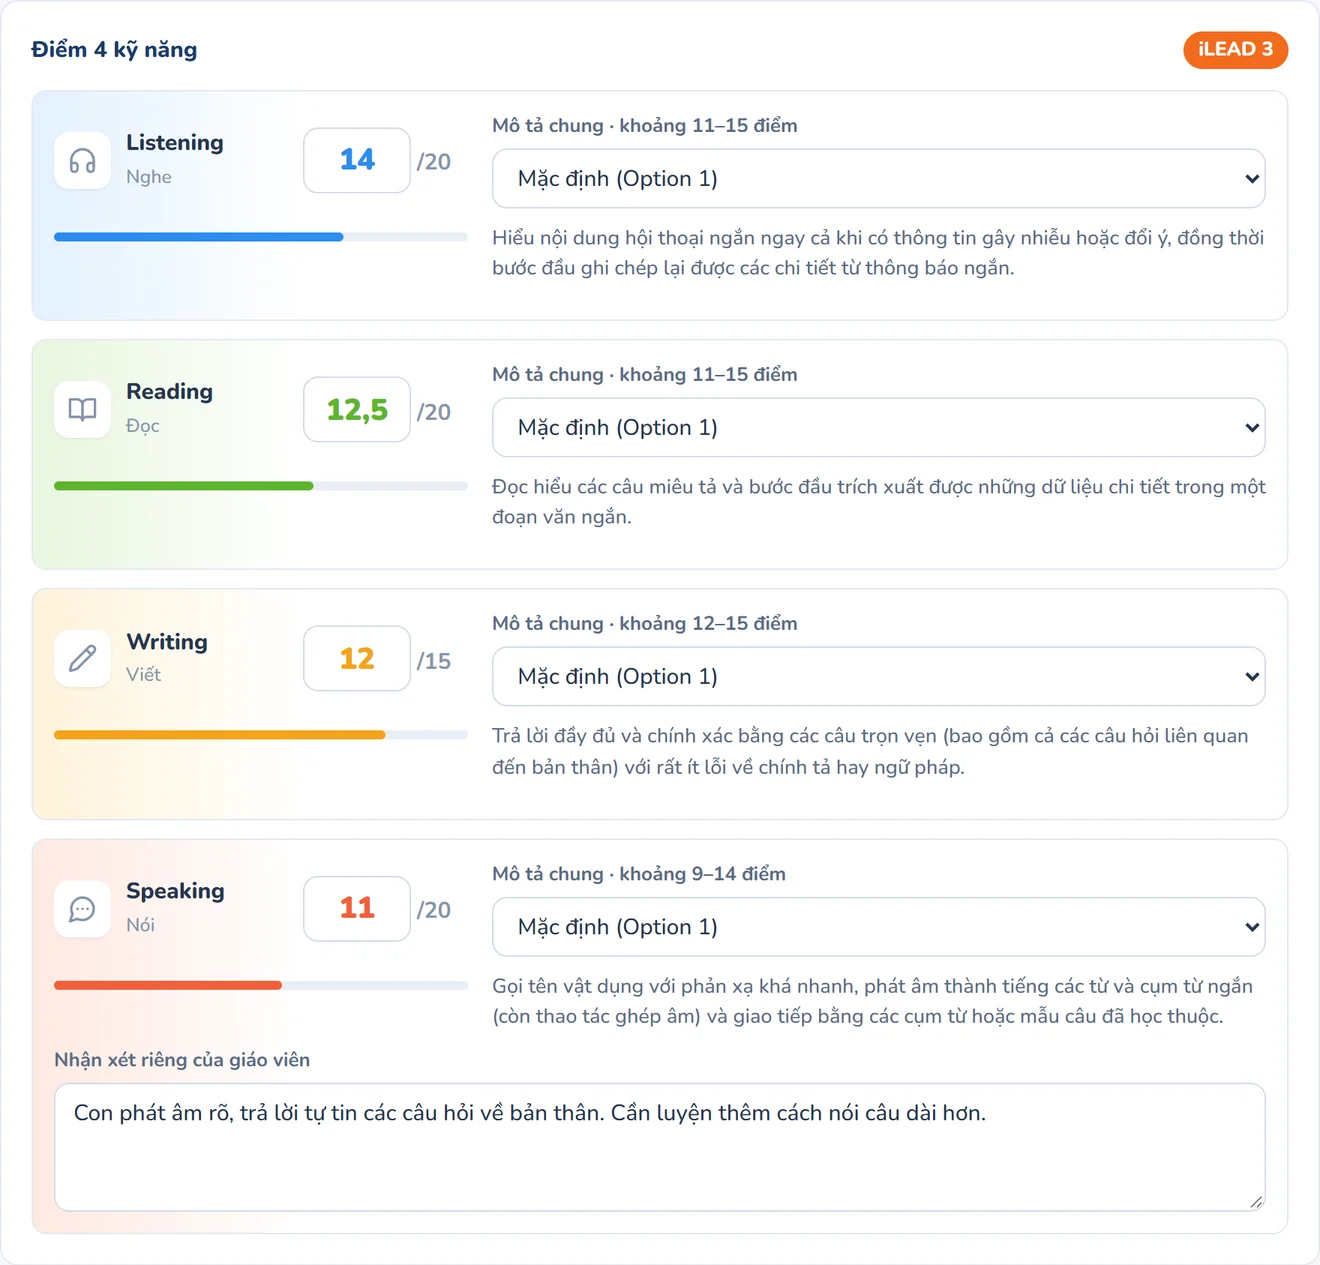 Điểm 4 kỹ năng
iLEAD 3
Listening
Nghe
14
/20
Mô tả chung · khoảng 11–15 điểm
Mặc định (Option 1)
Hiểu nội dung hội thoại ngắn ngay cả khi có thông tin gây nhiễu hoặc đổi ý, đồng thời
bước đầu ghi chép lại được các chi tiết từ thông báo ngắn.
Reading
Đọc
12,5
/20
Mô tả chung · khoảng 11–15 điểm
Mặc định (Option 1)
Đọc hiểu các câu miêu tả và bước đầu trích xuất được những dữ liệu chi tiết trong một
đoạn văn ngắn.
Writing
Viết
12
/15
Mô tả chung · khoảng 12–15 điểm
Mặc định (Option 1)
Trả lời đầy đủ và chính xác bằng các câu trọn vẹn (bao gồm cả các câu hỏi liên quan
đến bản thân) với rất ít lỗi về chính tả hay ngữ pháp.
Speaking
Nói
11
/20
Mô tả chung · khoảng 9–14 điểm
Mặc định (Option 1)
Gọi tên vật dụng với phản xạ khá nhanh, phát âm thành tiếng các từ và cụm từ ngắn
(còn thao tác ghép âm) và giao tiếp bằng các cụm từ hoặc mẫu câu đã học thuộc.
Nhận xét riêng của giáo viên
Con phát âm rõ, trả lời tự tin các câu hỏi về bản thân. Cần luyện thêm cách nói câu dài hơn.